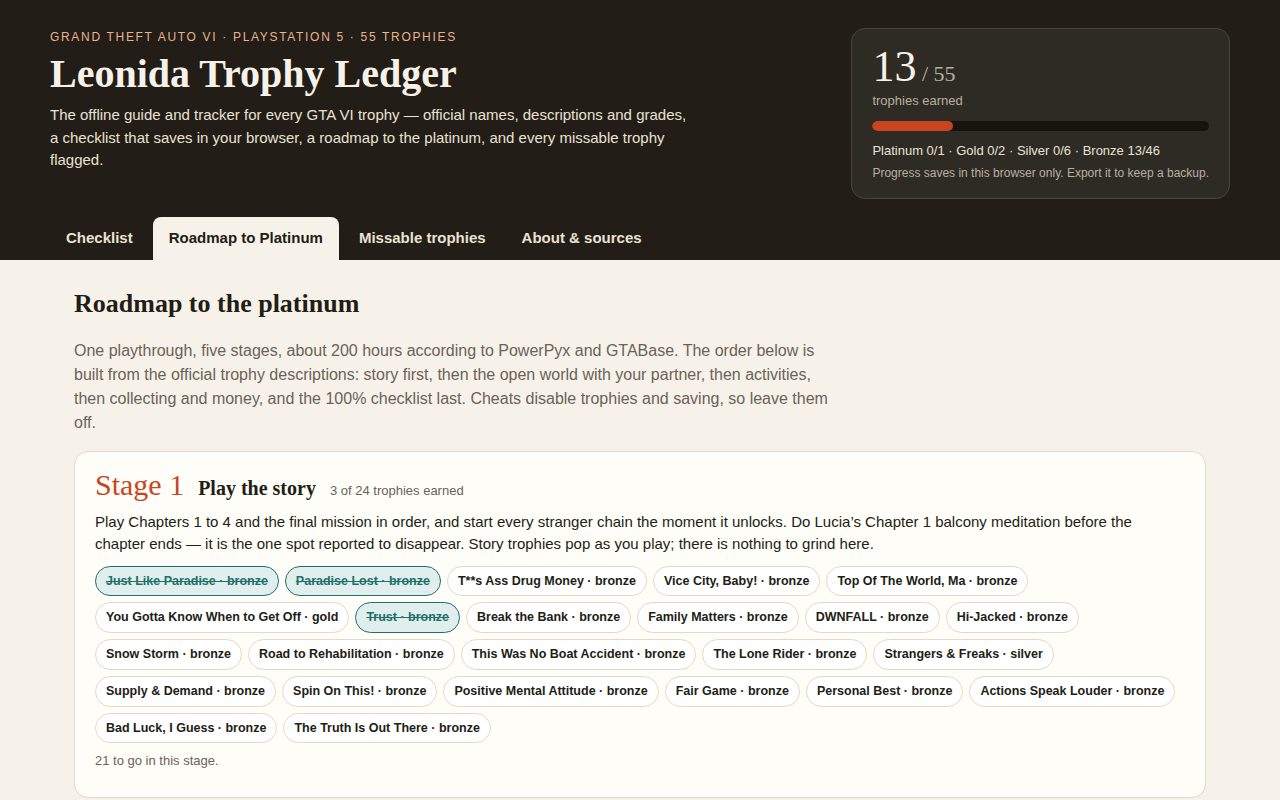 GRAND THEFT AUTO VI · PLAYSTATION 5 · 55 TROPHIES
Leonida Trophy Ledger
The offline guide and tracker for every GTA VI trophy — official names, descriptions and grades,
a checklist that saves in your browser, a roadmap to the platinum, and every missable trophy
flagged.
13 / 55
trophies earned
Platinum 0/1 · Gold 0/2 · Silver 0/6 · Bronze 13/46
Progress saves in this browser only. Export it to keep a backup.
Checklist Roadmap to Platinum Missable trophies About & sources
Roadmap to the platinum
One playthrough, five stages, about 200 hours according to PowerPyx and GTABase. The order below is
built from the official trophy descriptions: story first, then the open world with your partner, then activities,
then collecting and money, and the 100% checklist last. Cheats disable trophies and saving, so leave them
off.
Stage 1 Play the story 3 of 24 trophies earned
Play Chapters 1 to 4 and the final mission in order, and start every stranger chain the moment it unlocks. Do Lucia’s Chapter 1 balcony meditation before the
chapter ends — it is the one spot reported to disappear. Story trophies pop as you play; there is nothing to grind here.
Just Like Paradise · bronze Paradise Lost · bronze T**s Ass Drug Money · bronze Vice City, Baby! · bronze Top Of The World, Ma · bronze
You Gotta Know When to Get Off · gold Trust · bronze Break the Bank · bronze Family Matters · bronze DWNFALL · bronze Hi-Jacked · bronze
Snow Storm · bronze Road to Rehabilitation · bronze This Was No Boat Accident · bronze The Lone Rider · bronze Strangers & Freaks · silver
Supply & Demand · bronze Spin On This! · bronze Positive Mental Attitude · bronze Fair Game · bronze Personal Best · bronze Actions Speak Louder · bronze
Bad Luck, I Guess · bronze The Truth Is Out There · bronze
21 to go in this stage.